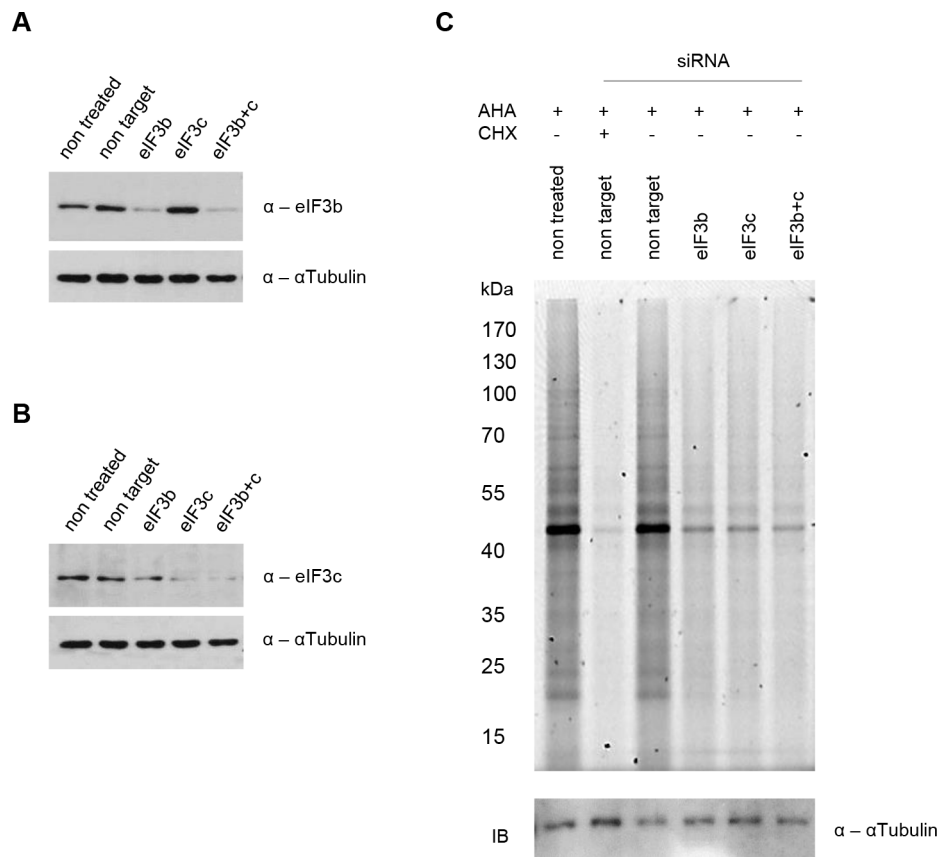 A
non treated
non target
eIF3b
eIF3c
eIF3b+c
α – eIF3b
α – αTubulin
B
non treated
non target
eIF3b
eIF3c
eIF3b+c
α – eIF3c
α – αTubulin
C
siRNA
AHA + + + + + +
CHX - + - - - -
non treated
non target
non target
eIF3b
eIF3c
eIF3b+c
kDa
170
130
100
70
55
40
35
25
15
IB
α – αTubulin